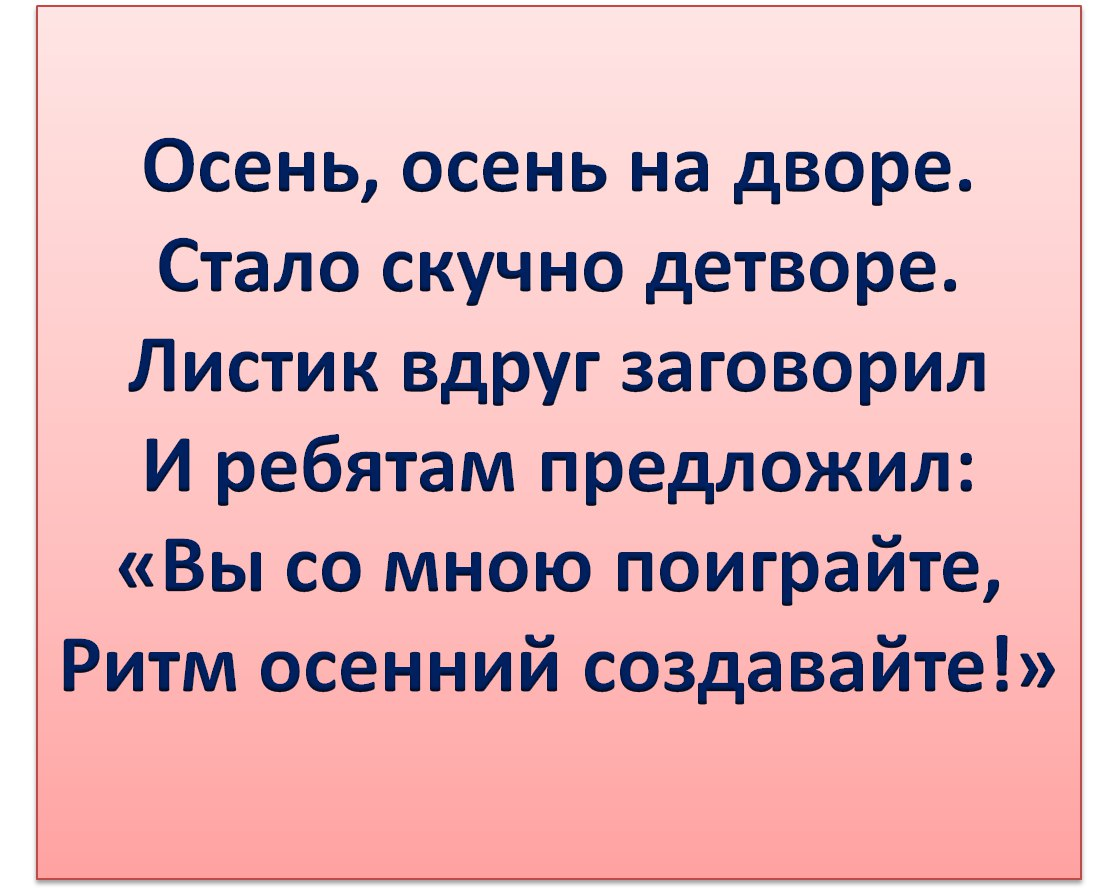 Осень, осень на дворе.
Стало скучно детворе.
Листик вдруг заговорил
И ребятам предложил:
«Вы со мною поиграйте,
Ритм осенний создавайте!»